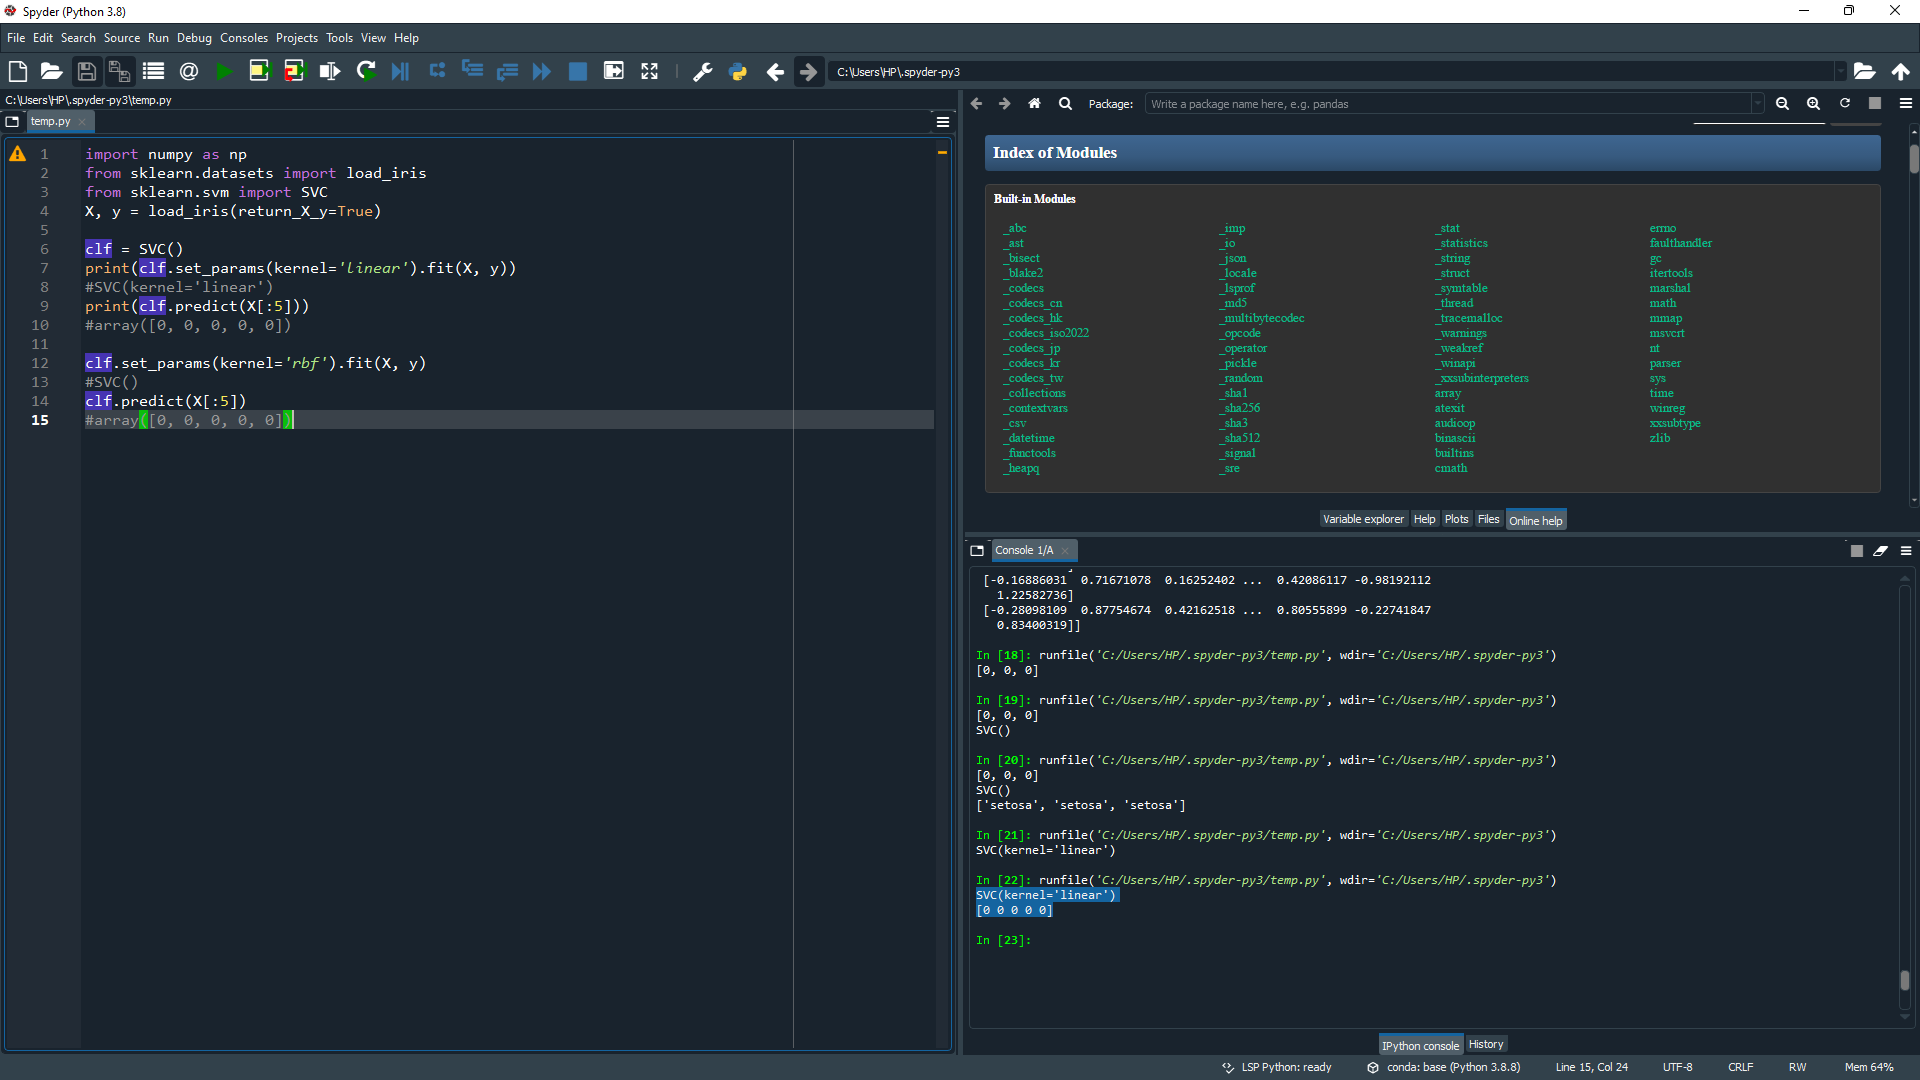 Spyder (Python 3.8)
File Edit Search Source Run Debug Consoles Projects Tools View Help
C:\Users\HP\.spyder-py3
C:\Users\HP\.spyder-py3\temp.py
temp.py
1 import numpy as np
2 from sklearn.datasets import load_iris
3 from sklearn.svm import SVC
4 X, y = load_iris(return_X_y=True)
5
6 clf = SVC()
7 print(clf.set_params(kernel='linear').fit(X, y))
8 #SVC(kernel='linear')
9 print(clf.predict(X[:5]))
10 #array([0, 0, 0, 0, 0])
11
12 clf.set_params(kernel='rbf').fit(X, y)
13 #SVC()
14 clf.predict(X[:5])
15 #array([0, 0, 0, 0, 0])
Package: Write a package name here, e.g. pandas
Index of Modules
Built-in Modules
_abc _imp _stat errno
_ast _io _statistics faulthandler
_bisect _json _string gc
_blake2 _locale _struct itertools
_codecs _lsprof _symtable marshal
_codecs_cn _md5 _thread math
_codecs_hk _multibytecodec _tracemalloc mmap
_codecs_iso2022 _opcode _warnings msvcrt
_codecs_jp _operator _weakref nt
_codecs_kr _pickle _winapi parser
_codecs_tw _random _xxsubinterpreters sys
_collections _sha1 array time
_contextvars _sha256 atexit winreg
_csv _sha3 audioop xxsubtype
_datetime _sha512 binascii zlib
_functools _signal builtins
_heapq _sre cmath
Variable explorer Help Plots Files Online help
Console 1/A
[-0.16886031 0.71671078 0.16252402 ... 0.42086117 -0.98192112
1.22582736]
[-0.28098109 0.87754674 0.42162518 ... 0.80555899 -0.22741847
0.83400319]]
In [18]: runfile('C:/Users/HP/.spyder-py3/temp.py', wdir='C:/Users/HP/.spyder-py3')
[0, 0, 0]
In [19]: runfile('C:/Users/HP/.spyder-py3/temp.py', wdir='C:/Users/HP/.spyder-py3')
[0, 0, 0]
SVC()
In [20]: runfile('C:/Users/HP/.spyder-py3/temp.py', wdir='C:/Users/HP/.spyder-py3')
[0, 0, 0]
SVC()
['setosa', 'setosa', 'setosa']
In [21]: runfile('C:/Users/HP/.spyder-py3/temp.py', wdir='C:/Users/HP/.spyder-py3')
SVC(kernel='linear')
In [22]: runfile('C:/Users/HP/.spyder-py3/temp.py', wdir='C:/Users/HP/.spyder-py3')
SVC(kernel='linear')
[0 0 0 0 0]
In [23]:
IPython console History
LSP Python: ready conda: base (Python 3.8.8) Line 15, Col 24 UTF-8 CRLF RW Mem 64%